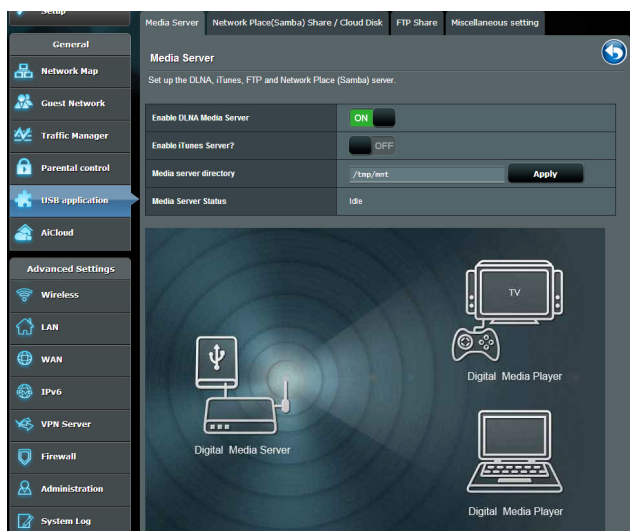 Setup
General
Network Map
Guest Network
Traffic Manager
Parental control
USB application
AiCloud
Advanced Settings
Wireless
LAN
WAN
IPv6
VPN Server
Firewall
Administration
System Log
Media Server
Network Place(Samba) Share / Cloud Disk
FTP Share
Miscellaneous setting
Media Server
Set up the DLNA, iTunes, FTP and Network Place (Samba) server.
Enable DLNA Media Server
ON
Enable iTunes Server?
OFF
Media server directory
/tmp/mnt
Apply
Media Server Status
Idle
TV
Digital Media Player
Digital Media Server
Digital Media Player